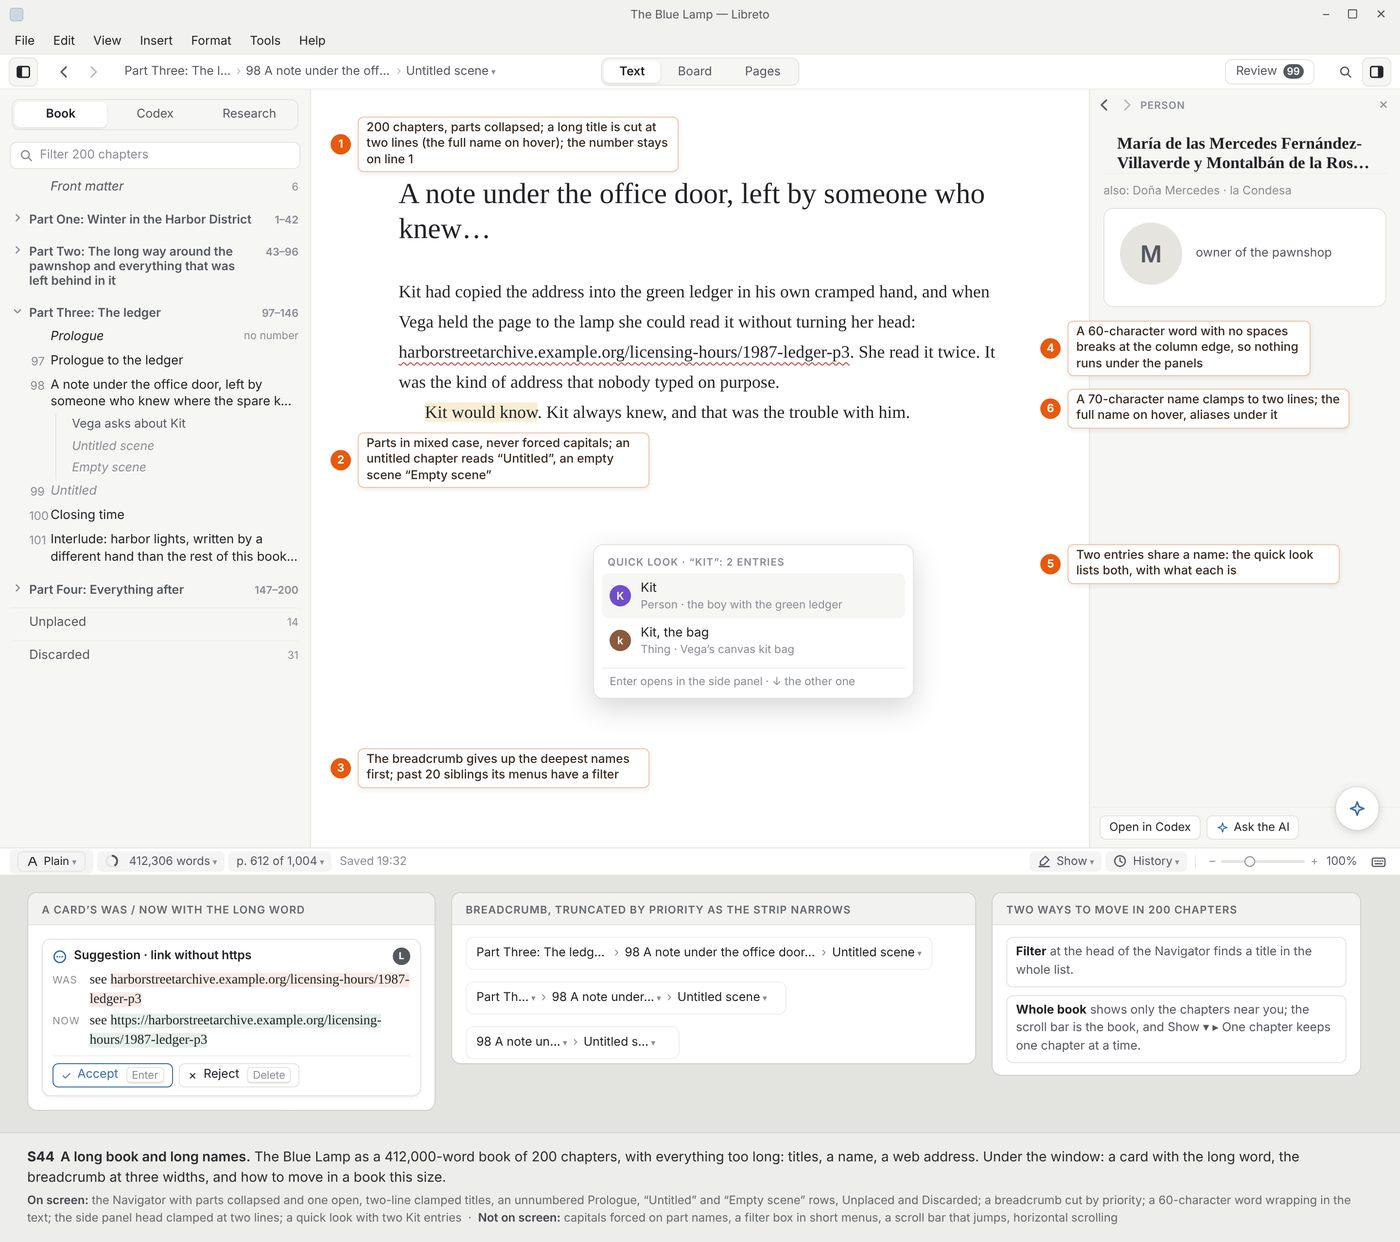 The Blue Lamp — Libreto
File Edit View Insert Format Tools Help
Part Three: The l... › 98 A note under the off... › Untitled scene
Text Board Pages
Review 99
Book Codex Research
Filter 200 chapters
Front matter 6
Part One: Winter in the Harbor District 1–42
Part Two: The long way around the 43–96
pawnshop and everything that was
left behind in it
Part Three: The ledger 97–146
Prologue no number
97 Prologue to the ledger
98 A note under the office door, left by
someone who knew where the spare k...
Vega asks about Kit
Untitled scene
Empty scene
99 Untitled
100 Closing time
101 Interlude: harbor lights, written by a
different hand than the rest of this book...
Part Four: Everything after 147–200
Unplaced 14
Discarded 31
1
200 chapters, parts collapsed; a long title is cut at
two lines (the full name on hover); the number stays
on line 1
A note under the office door, left by someone who
knew…
Kit had copied the address into the green ledger in his own cramped hand, and when
Vega held the page to the lamp she could read it without turning her head:
harborstreetarchive.example.org/licensing-hours/1987-ledger-p3. She read it twice. It
was the kind of address that nobody typed on purpose.
Kit would know. Kit always knew, and that was the trouble with him.
2
Parts in mixed case, never forced capitals; an
untitled chapter reads “Untitled”, an empty
scene “Empty scene”
QUICK LOOK · “KIT”: 2 ENTRIES
K
Kit
Person · the boy with the green ledger
k
Kit, the bag
Thing · Vega’s canvas kit bag
Enter opens in the side panel · ↓ the other one
3
The breadcrumb gives up the deepest names
first; past 20 siblings its menus have a filter
PERSON
María de las Mercedes Fernández-
Villaverde y Montalbán de la Ros…
also: Doña Mercedes · la Condesa
M
owner of the pawnshop
4
A 60-character word with no spaces
breaks at the column edge, so nothing
runs under the panels
6
A 70-character name clamps to two lines; the
full name on hover, aliases under it
5
Two entries share a name: the quick look
lists both, with what each is
Open in Codex Ask the AI
A Plain 412,306 words p. 612 of 1,004 Saved 19:32
Show History − + 100%
A CARD’S WAS / NOW WITH THE LONG WORD
Suggestion · link without https L
WAS see harborstreetarchive.example.org/licensing-hours/1987-
ledger-p3
NOW see https://harborstreetarchive.example.org/licensing-
hours/1987-ledger-p3
Accept Enter Reject Delete
BREADCRUMB, TRUNCATED BY PRIORITY AS THE STRIP NARROWS
Part Three: The ledg... › 98 A note under the office door... › Untitled scene
Part Th... › 98 A note under... › Untitled scene
98 A note un... › Untitled s...
TWO WAYS TO MOVE IN 200 CHAPTERS
Filter at the head of the Navigator finds a title in the
whole list.
Whole book shows only the chapters near you; the
scroll bar is the book, and Show ▾ ▸ One chapter keeps
one chapter at a time.
S44 A long book and long names. The Blue Lamp as a 412,000-word book of 200 chapters, with everything too long: titles, a name, a web address. Under the window: a card with the long word, the
breadcrumb at three widths, and how to move in a book this size.
On screen: the Navigator with parts collapsed and one open, two-line clamped titles, an unnumbered Prologue, “Untitled” and “Empty scene” rows, Unplaced and Discarded; a breadcrumb cut by priority; a 60-character word wrapping in the
text; the side panel head clamped at two lines; a quick look with two Kit entries · Not on screen: capitals forced on part names, a filter box in short menus, a scroll bar that jumps, horizontal scrolling